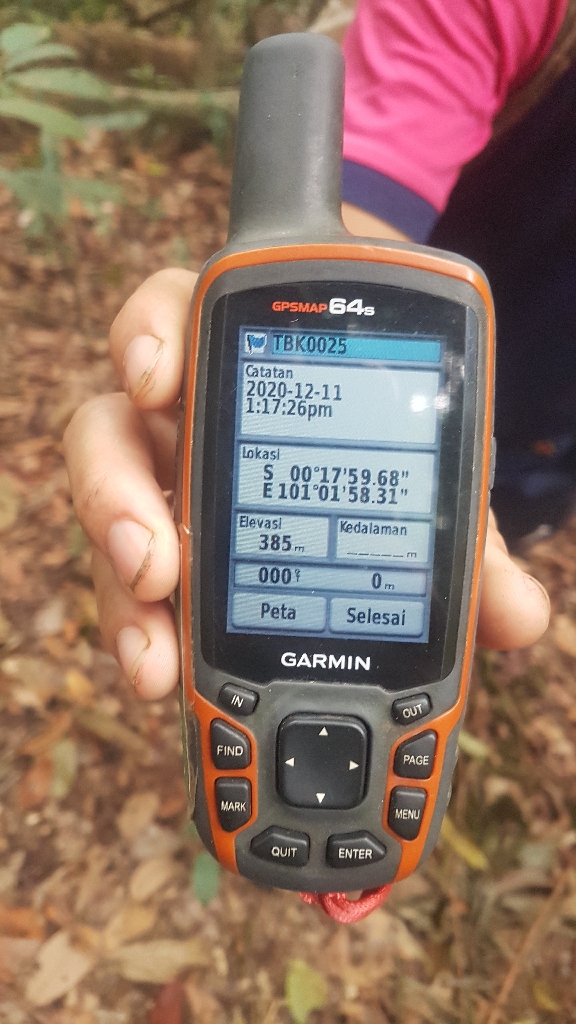 GPSMAP 64s
TBK0025
Catatan
2020-12-11
1:17:26pm
Lokasi
S 00°17'59.68"
E 101°01'58.31"
Elevasi Kedalaman
385m _____m
000° 0m
Peta Selesai
GARMIN
IN OUT
FIND PAGE
MARK MENU
QUIT ENTER